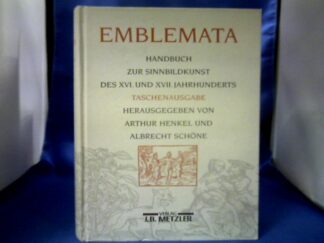 EMBLEMATA
HANDBUCH
ZUR SINNBILDKUNST
DES XVI. UND XVII. JAHRHUNDERTS
TASCHENAUSGABE
HERAUSGEGEBEN VON
ARTHUR HENKEL UND
ALBRECHT SCHÖNE
VERLAG
J.B. METZLER